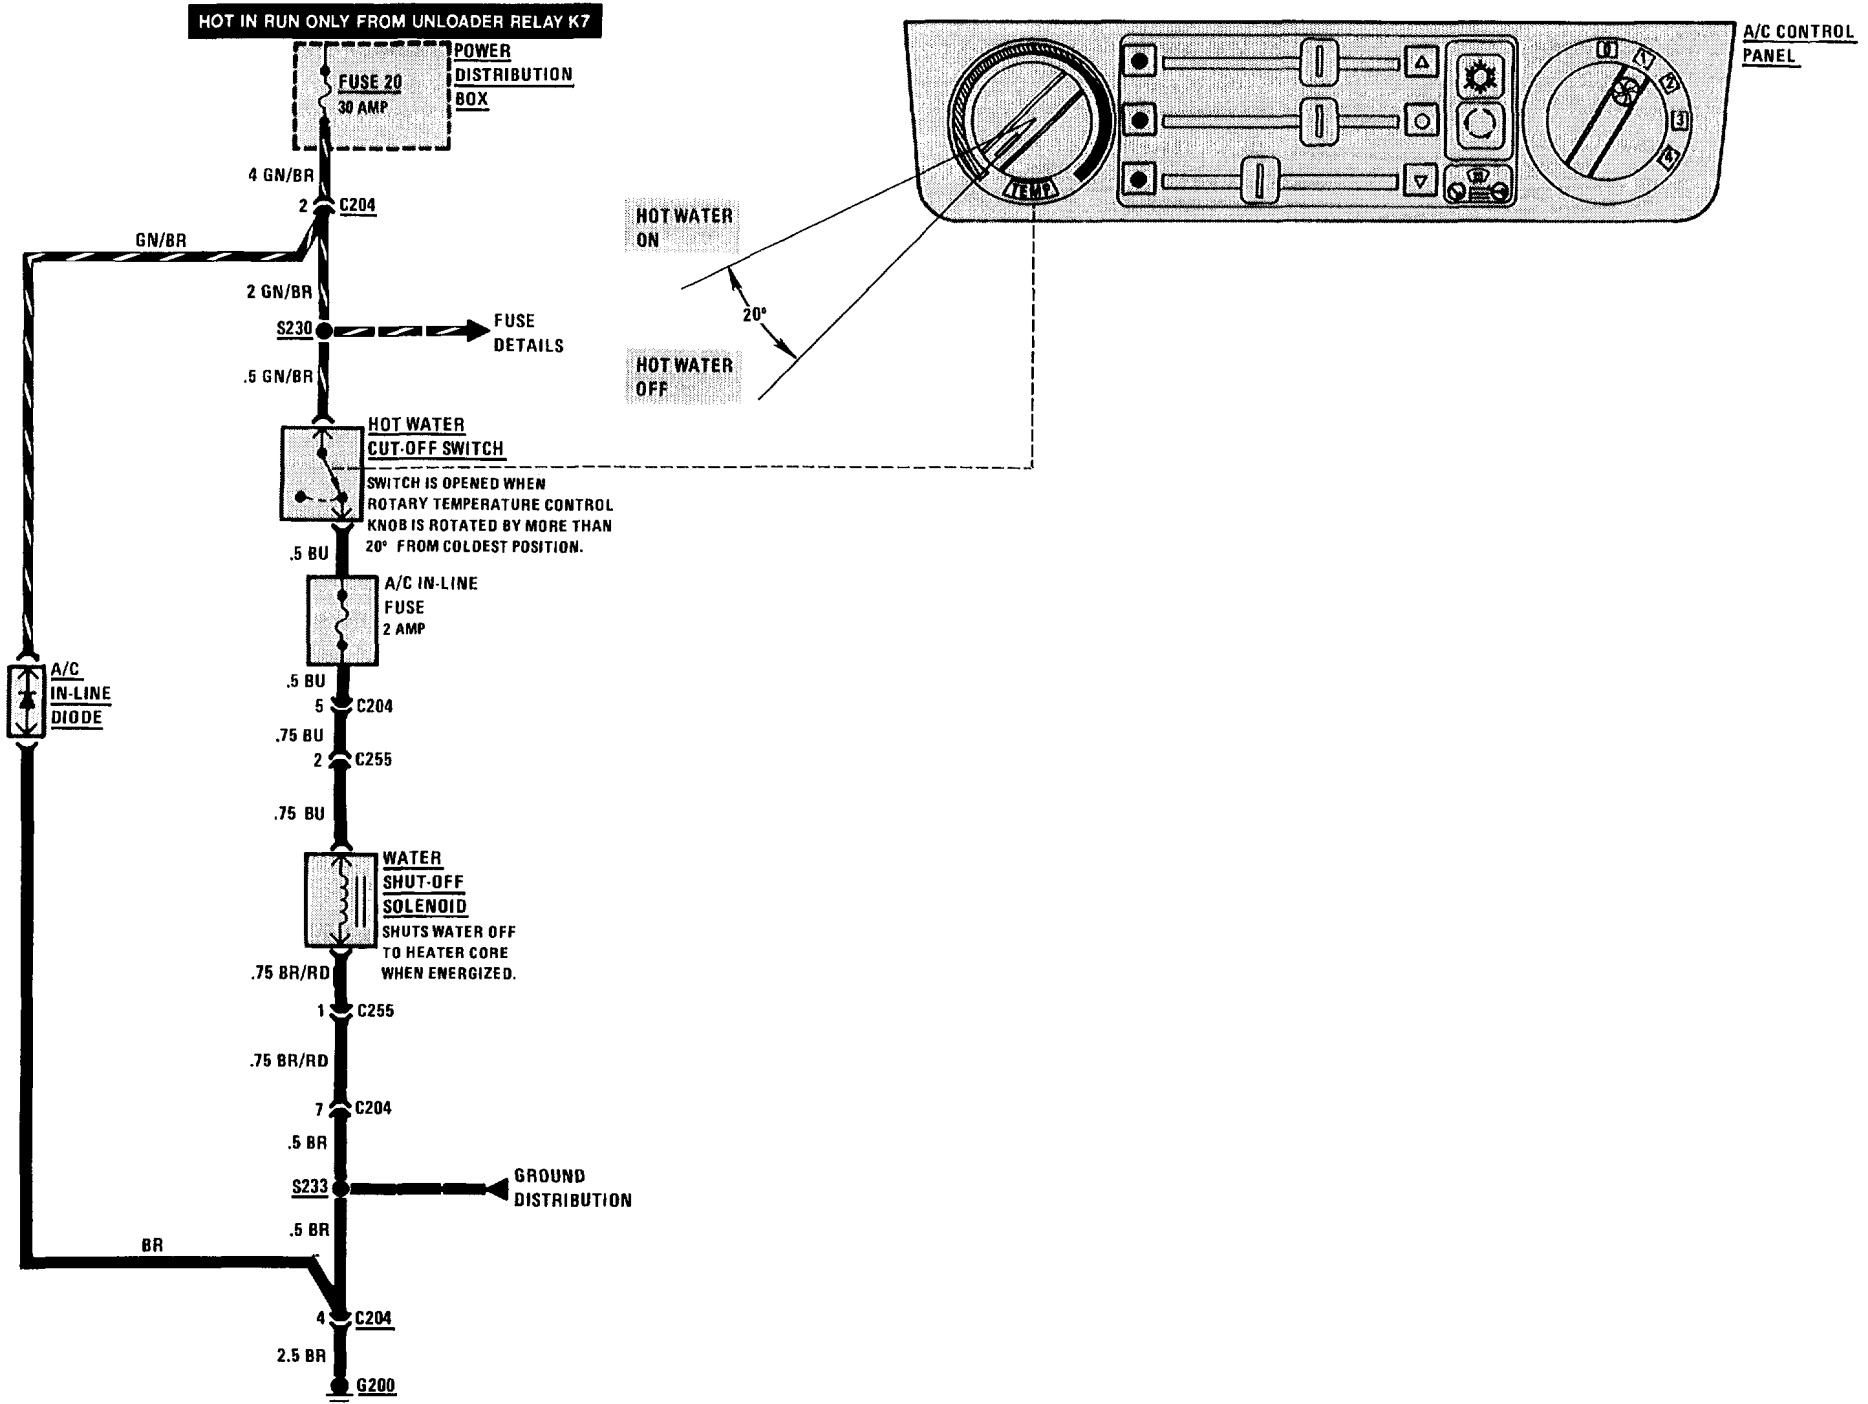 HOT IN RUN ONLY FROM UNLOADER RELAY K7
POWER
DISTRIBUTION
BOX
FUSE 20
30 AMP
4 GN/BR
2 C204
GN/BR
2 GN/BR
S230
FUSE
DETAILS
.5 GN/BR
HOT WATER
CUT-OFF SWITCH
SWITCH IS OPENED WHEN
ROTARY TEMPERATURE CONTROL
KNOB IS ROTATED BY MORE THAN
20° FROM COLDEST POSITION.
.5 BU
A/C IN-LINE
FUSE
2 AMP
.5 BU
5 C204
.75 BU
2 C255
A/C
IN-LINE
DIODE
.75 BU
WATER
SHUT-OFF
SOLENOID
SHUTS WATER OFF
TO HEATER CORE
WHEN ENERGIZED.
.75 BR/RD
1 C255
.75 BR/RD
7 C204
.5 BR
S233
GROUND
DISTRIBUTION
.5 BR
BR
4 C204
2.5 BR
G200
A/C CONTROL
PANEL
TEMP
0
1
2
3
4
HOT WATER
ON
20°
HOT WATER
OFF